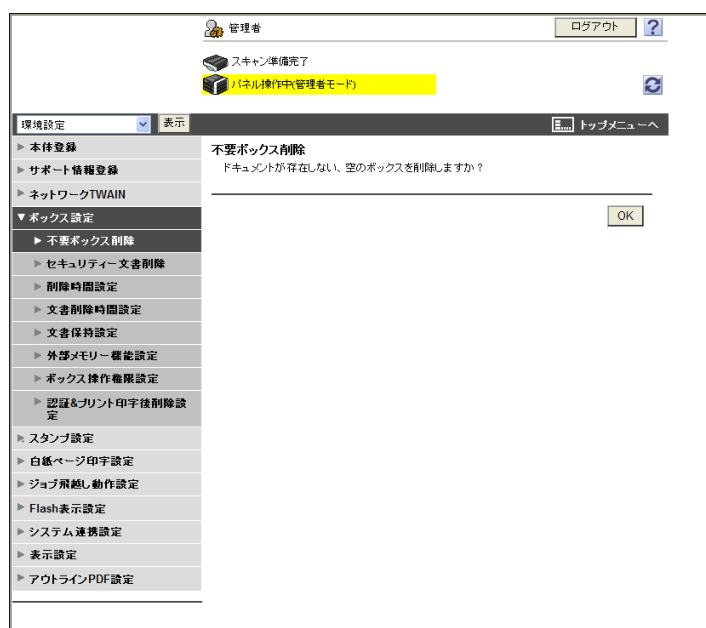 管理者
ログアウト
?
スキャン準備完了
パネル操作中(管理者モード)
環境設定
表示
トップメニューへ
本体登録
サポート情報登録
ネットワークTWAIN
ボックス設定
不要ボックス削除
セキュリティー文書削除
削除時間設定
文書削除時間設定
文書保持設定
外部メモリー機能設定
ボックス操作権限設定
認証&プリント印字後削除設
定
スタンプ設定
白紙ページ印字設定
ジョブ飛越し動作設定
Flash表示設定
システム連携設定
表示設定
アウトラインPDF設定
不要ボックス削除
ドキュメントが存在しない、空のボックスを削除しますか?
OK